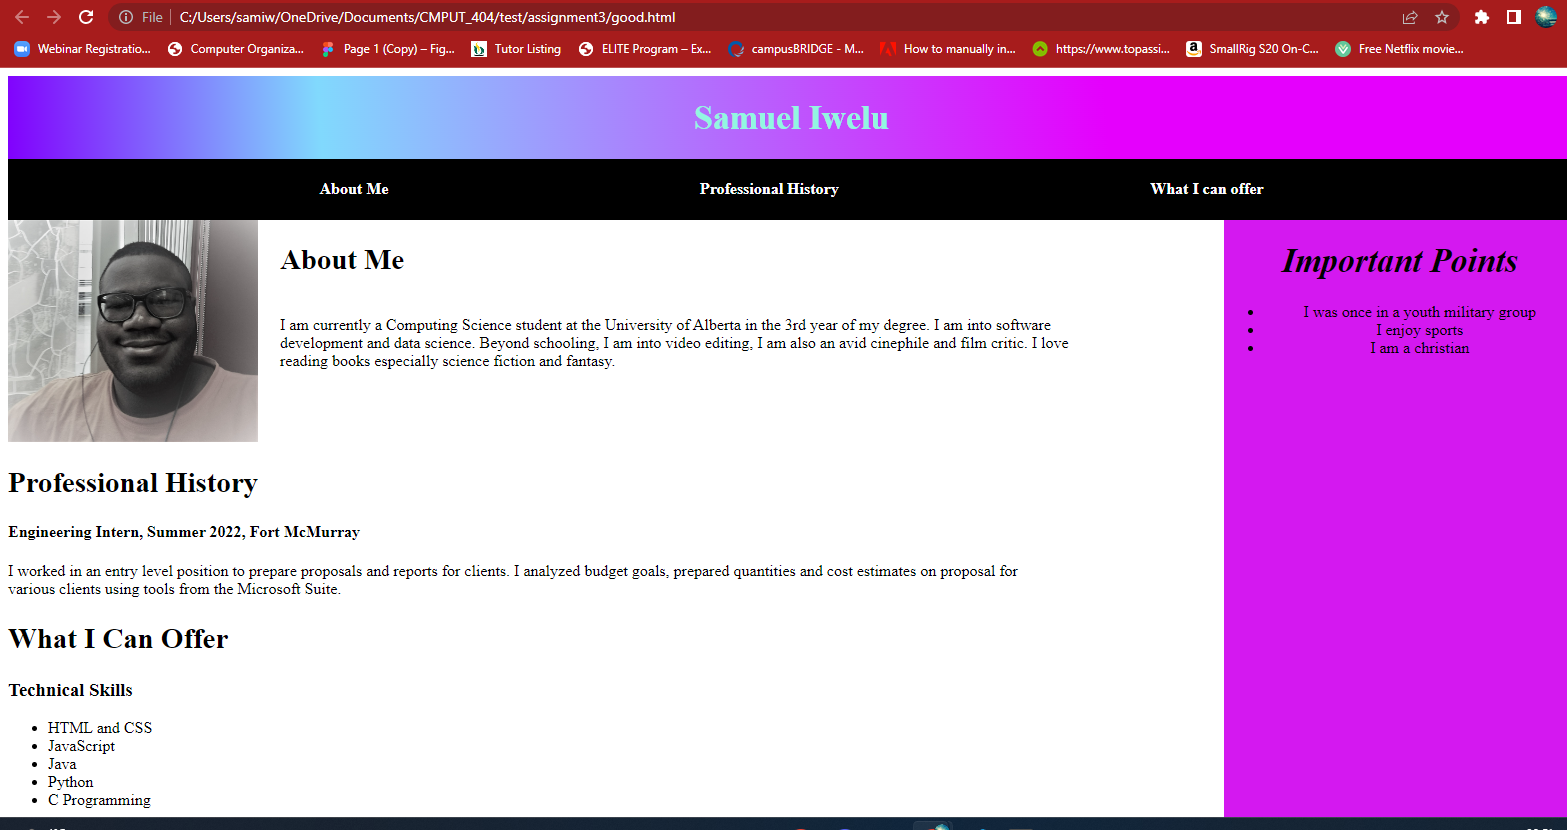 File | C:/Users/samiw/OneDrive/Documents/CMPUT_404/test/assignment3/good.html
Webinar Registratio... Computer Organiza... Page 1 (Copy) – Fig... Tutor Listing ELITE Program – Ex... campusBRIDGE - M... How to manually in... https://www.topassi... SmallRig S20 On-C... Free Netflix movie...
Samuel Iwelu
About Me Professional History What I can offer
About Me
I am currently a Computing Science student at the University of Alberta in the 3rd year of my degree. I am into software
development and data science. Beyond schooling, I am into video editing, I am also an avid cinephile and film critic. I love
reading books especially science fiction and fantasy.
Professional History
Engineering Intern, Summer 2022, Fort McMurray
I worked in an entry level position to prepare proposals and reports for clients. I analyzed budget goals, prepared quantities and cost estimates on proposal for
various clients using tools from the Microsoft Suite.
What I Can Offer
Technical Skills
• HTML and CSS
• JavaScript
• Java
• Python
• C Programming
Important Points
• I was once in a youth military group
• I enjoy sports
• I am a christian